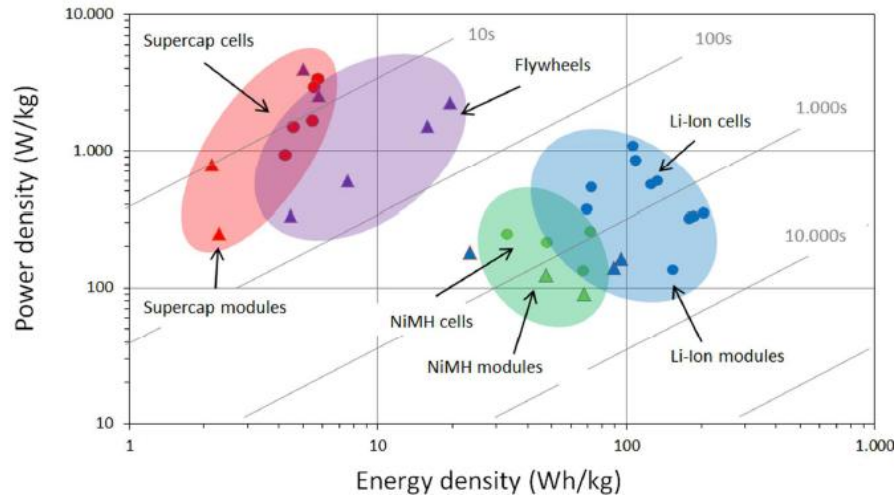 10.000
1.000
100
10
Power density (W/kg)
Supercap cells
10s
100s
Flywheels
1.000s
Li-Ion cells
10.000s
Supercap modules
NiMH cells
NiMH modules
Li-Ion modules
1
10
100
1.000
Energy density (Wh/kg)